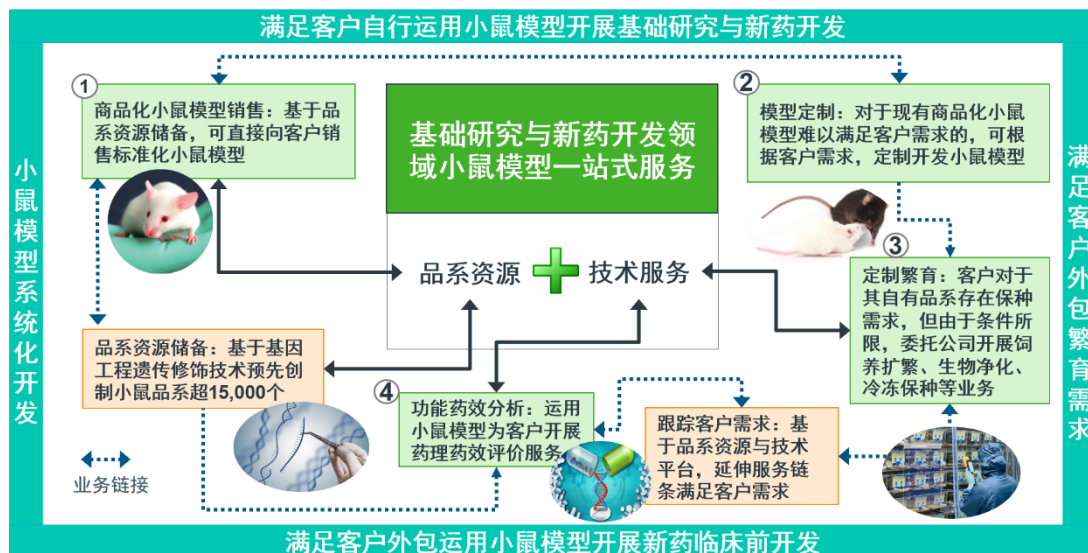 满足客户自行运用小鼠模型开展基础研究与新药开发
小鼠模型系统化开发
①
商品化小鼠模型销售：基于品
系资源储备，可直接向客户销
售标准化小鼠模型
基础研究与新药开发领
域小鼠模型一站式服务
品系资源
技术服务
②
模型定制：对于现有商品化小鼠
模型难以满足客户需求的，可根
据客户需求，定制开发小鼠模型
③
定制繁育：客户对于
其自有品系存在保种
需求，但由于条件所
限，委托公司开展饲
养扩繁、生物净化、
冷冻保种等业务
品系资源储备：基于基因
工程遗传修饰技术预先创
制小鼠品系超15,000个
④
功能药效分析：运用
小鼠模型为客户开展
药理药效评价服务
跟踪客户需求：基
于品系资源与技术
平台，延伸服务链
条满足客户需求
业务链接
满足客户外包繁育需求
满足客户外包运用小鼠模型开展新药临床前开发